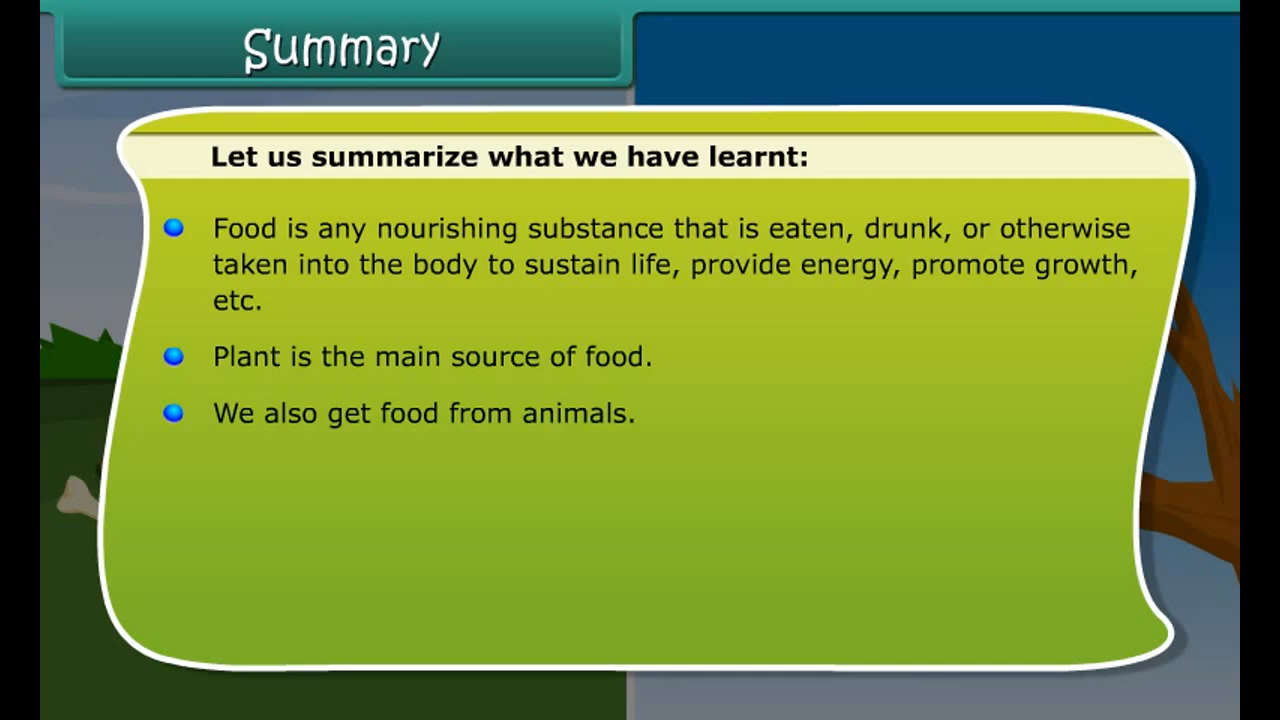 Summary
Let us summarize what we have learnt:
Food is any nourishing substance that is eaten, drunk, or otherwise
taken into the body to sustain life, provide energy, promote growth,
etc.
Plant is the main source of food.
We also get food from animals.